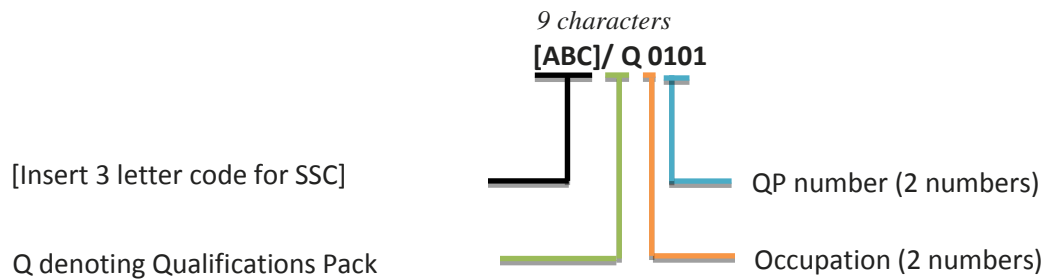 9 characters
[ABC]/ Q 0101
[Insert 3 letter code for SSC]
QP number (2 numbers)
Q denoting Qualifications Pack
Occupation (2 numbers)